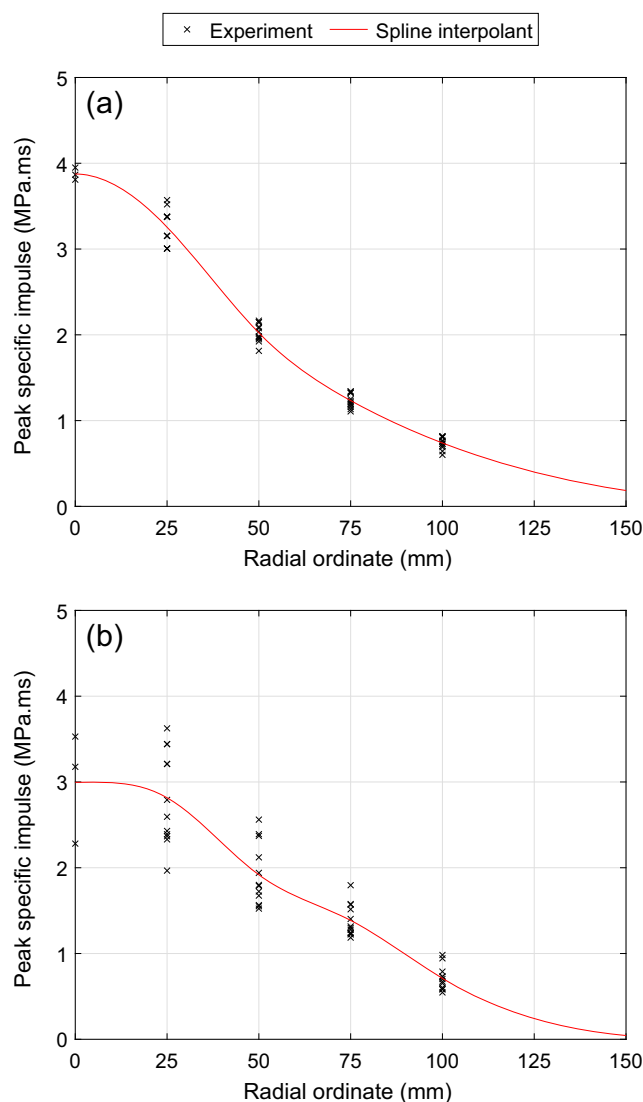 Experiment Spline interpolant
(a)
5
4
3
2
1
0
Peak specific impulse (MPa.ms)
0 25 50 75 100 125 150
Radial ordinate (mm)
(b)
5
4
3
2
1
0
Peak specific impulse (MPa.ms)
0 25 50 75 100 125 150
Radial ordinate (mm)